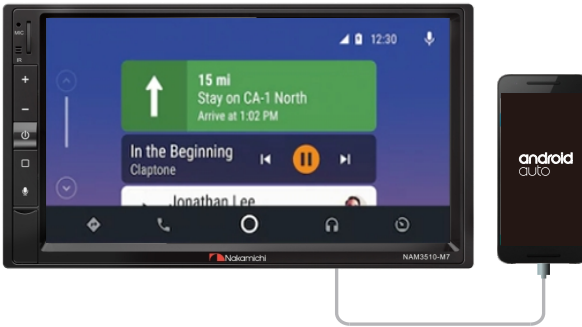 MIC
IR
12:30
15 mi
Stay on CA-1 North
Arrive at 1:02 PM
In the Beginning
Claptone
Jonathan Lee
Nakamichi
NAM3510-M7
android
auto